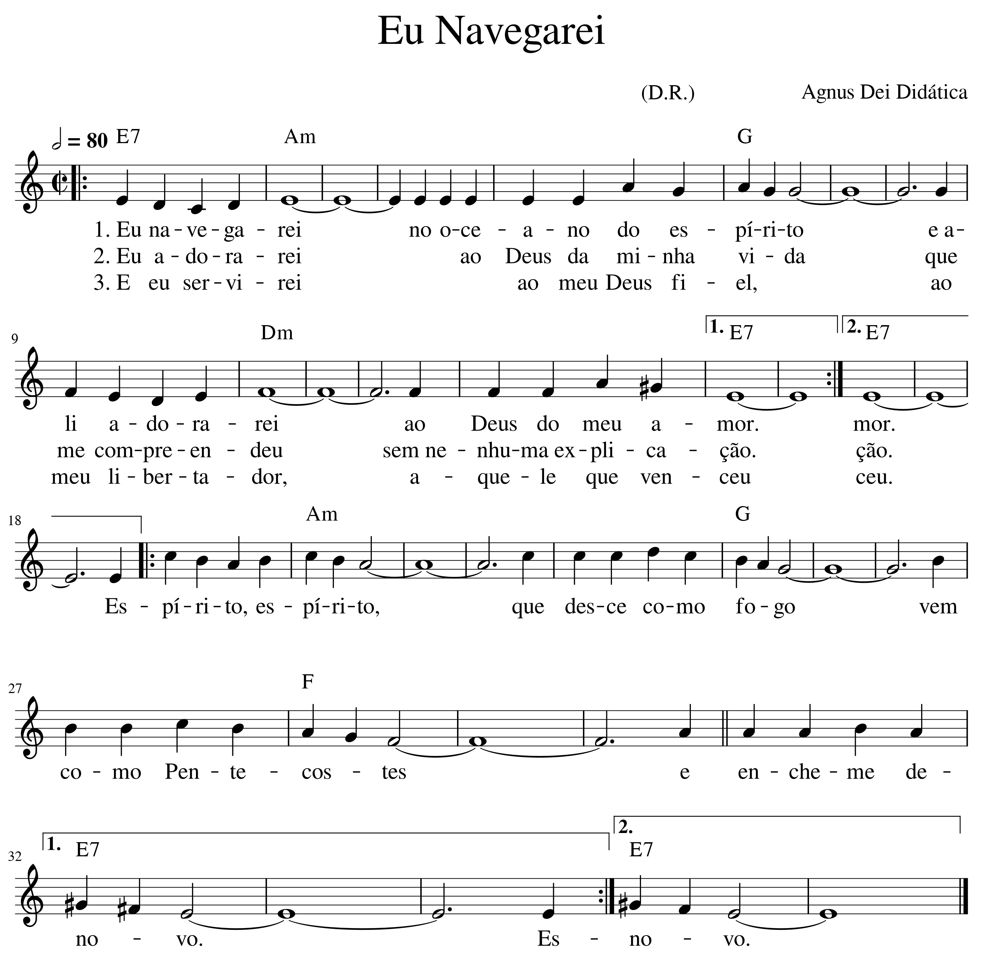 Eu Navegarei
(D.R.) Agnus Dei Didática
= 80 E7 Am G
1. Eu na - ve - ga - rei no o - ce - a - no do es - pí - ri - to e a -
2. Eu a - do - ra - rei ao Deus da mi - nha vi - da que
3. E eu ser - vi - rei ao meu Deus fi - el, ao
1. E7 2. E7
9 Dm
li a - do - ra - rei ao Deus do meu a - mor. mor.
me com - pre - en - deu sem ne - nhu - ma ex - pli - ca - ção. ção.
meu li - ber - ta - dor, a - que - le que ven - ceu ceu.
18 Am G
Es - pí - ri - to, es - pí - ri - to, que des - ce co - mo fo - go vem
27 F
co - mo Pen - te - cos - tes e en - che - me de -
1. 2.
32 E7 E7
no - vo. Es - no - vo.